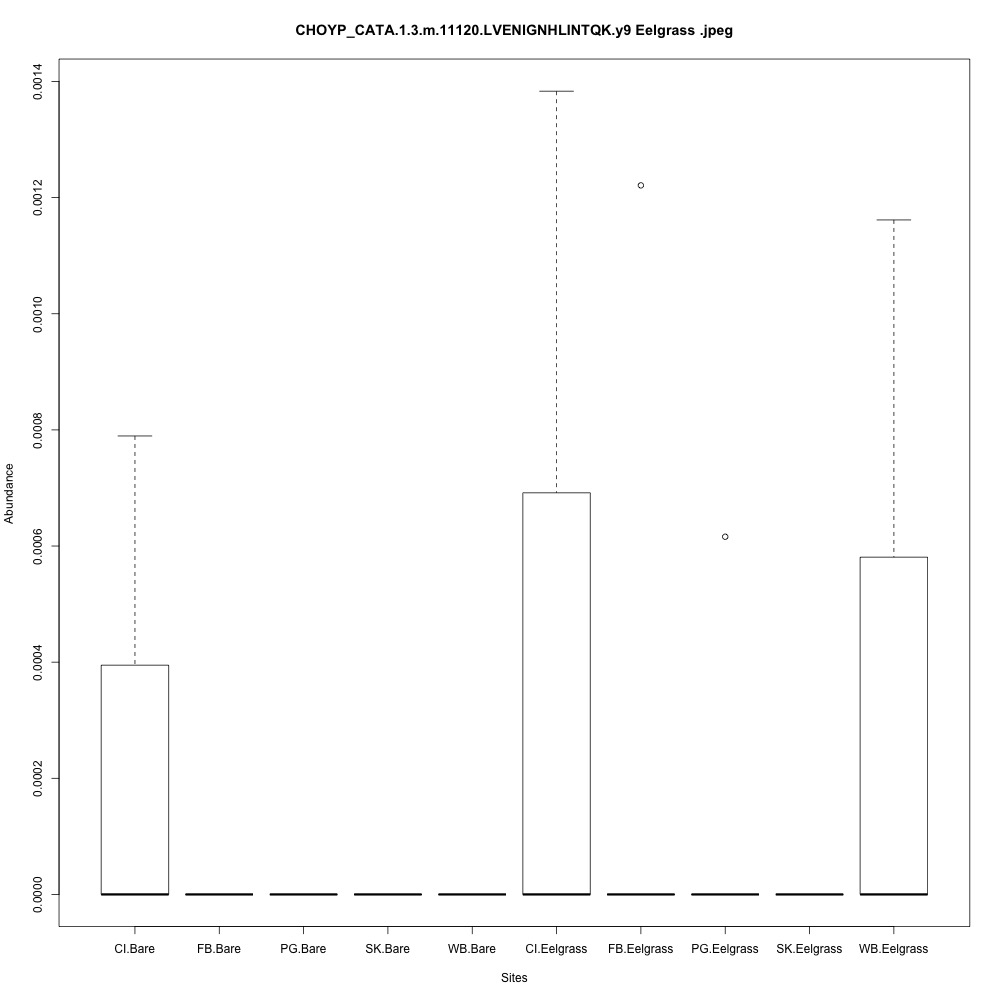 CHOYP_CATA.1.3.m.11120.LVENIGNHLINTQK.y9 Eelgrass .jpeg
0.0014
0.0012
0.0010
0.0008
0.0006
0.0004
0.0002
0.0000
Abundance
CI.Bare FB.Bare PG.Bare SK.Bare WB.Bare CI.Eelgrass FB.Eelgrass PG.Eelgrass SK.Eelgrass WB.Eelgrass
Sites